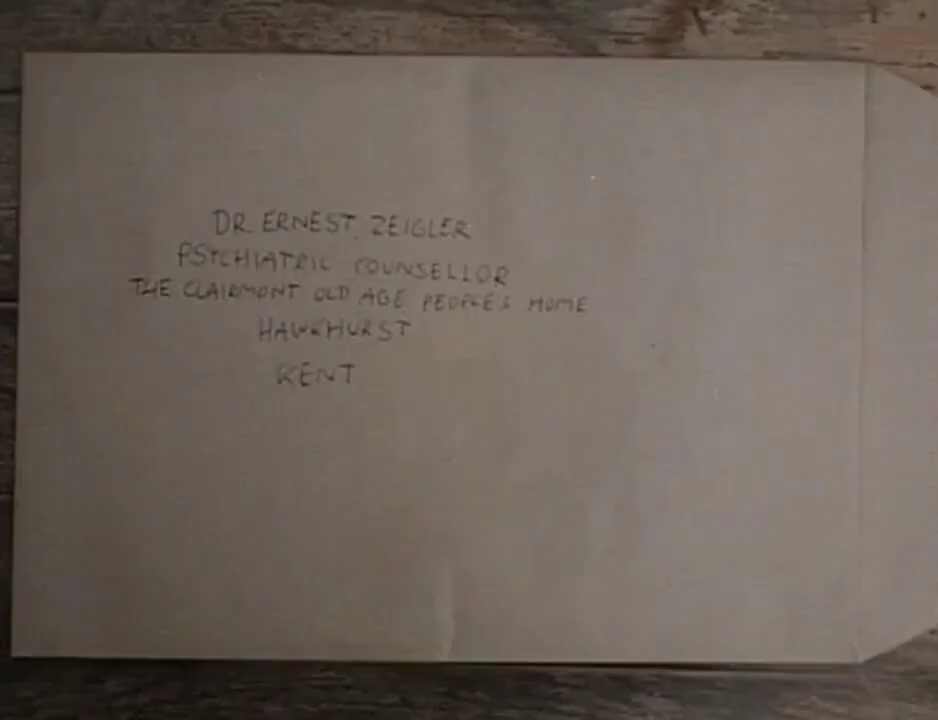 DR. ERNEST ZEIGLER
PSYCHIATRIC COUNSELLOR
THE CLAIRMONT OLD AGE PEOPLE'S HOME
HAWKHURST
KENT